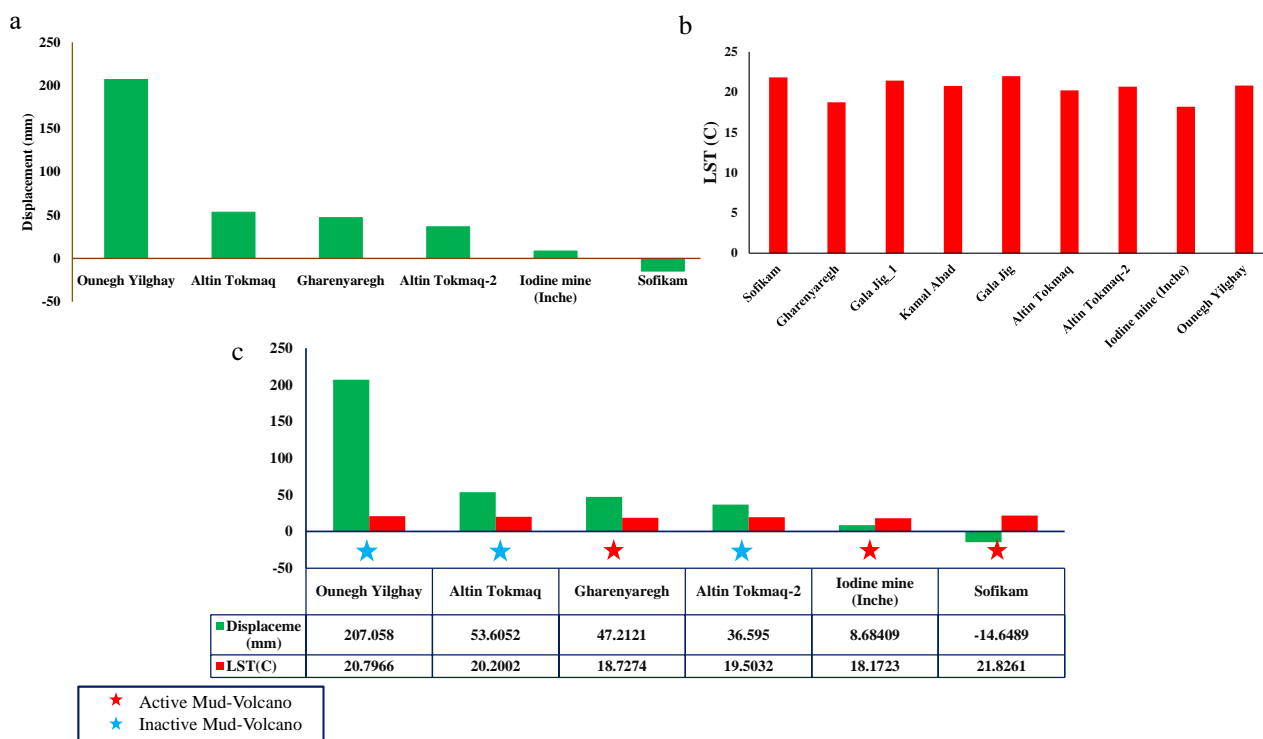 a
250
200
150
100
50
0
-50
Displacement (mm)
Ounegh Yilghay
Altin Tokmaq
Gharenyaregh
Altin Tokmaq-2
Iodine mine
(Inche)
Sofikam
b
25
20
15
10
5
0
LST (C)
Sofikam
Gharenyaregh
Gala Jig_1
Kamal Abad
Gala Jig
Altin Tokmaq
Altin Tokmaq-2
Iodine mine (Inche)
Ounegh Yilghay
c
250
200
150
100
50
0
-50
Ounegh Yilghay Altin Tokmaq Gharenyaregh Altin Tokmaq-2 Iodine mine (Inche) Sofikam
Displaceme (mm) 207.058 53.6052 47.2121 36.595 8.68409 -14.6489
LST(C) 20.7966 20.2002 18.7274 19.5032 18.1723 21.8261
Active Mud-Volcano
Inactive Mud-Volcano